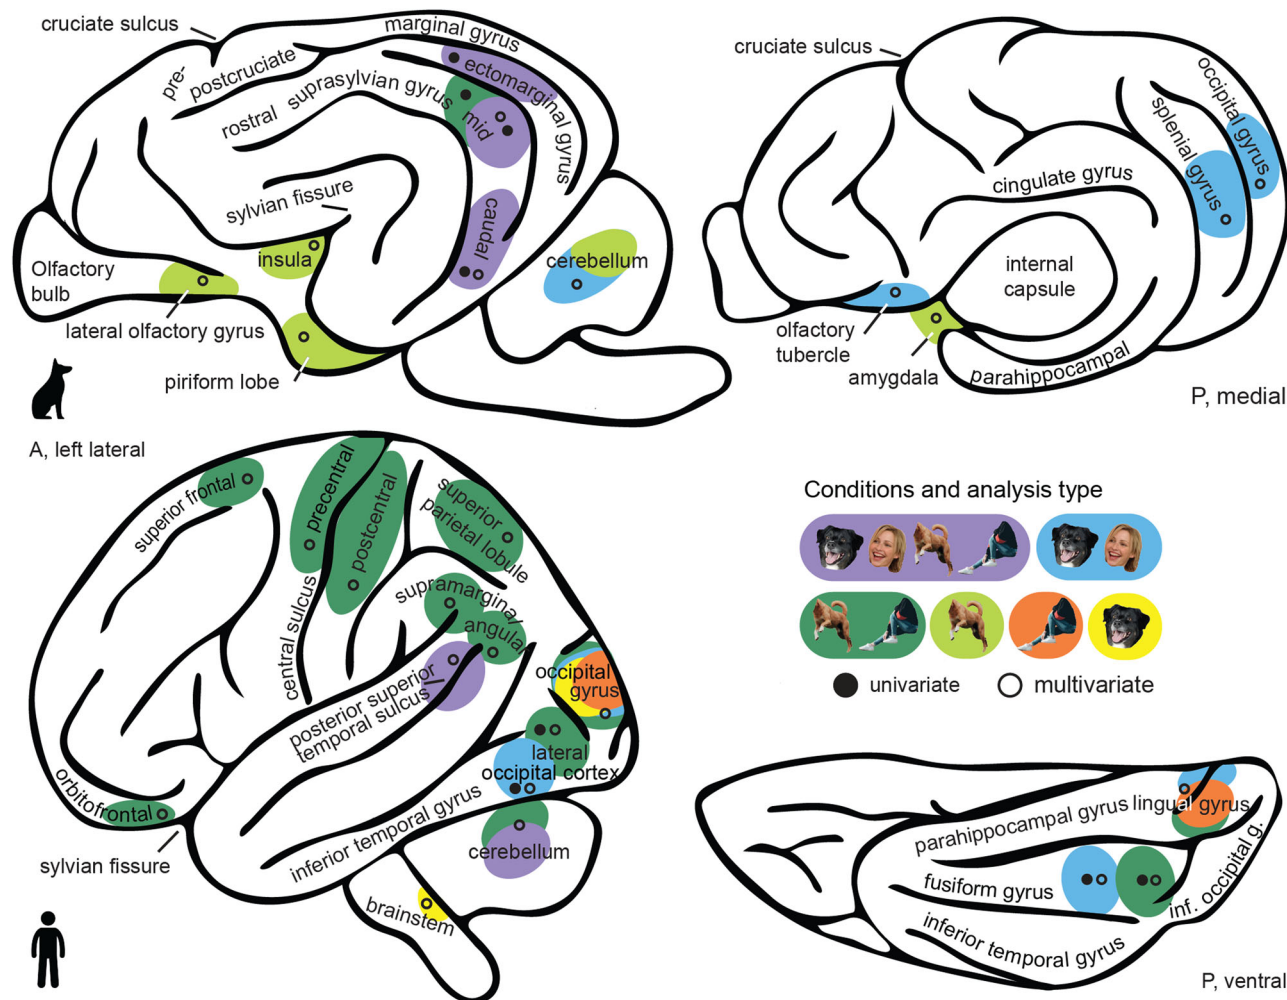 cruciate sulcus
marginal gyrus
pre-
postcruciate
ectomarginal gyrus
rostral suprasylvian gyrus
mid
sylvian fissure
caudal
insula
cerebellum
Olfactory
bulb
lateral olfactory gyrus
piriform lobe
A, left lateral
cruciate sulcus
occipital gyrus
splenial gyrus
cingulate gyrus
internal
capsule
olfactory
tubercle
amygdala
parahippocampal
P, medial
superior frontal
precentral
postcentral
superior
parietal lobule
central sulcus
supramarginal/
angular
posterior superior
temporal sulcus
occipital
gyrus
lateral
occipital cortex
orbitofrontal
inferior temporal gyrus
sylvian fissure
cerebellum
brainstem
Conditions and analysis type
univariate
multivariate
parahippocampal gyrus
lingual gyrus
fusiform gyrus
inf. occipital g.
inferior temporal gyrus
P, ventral